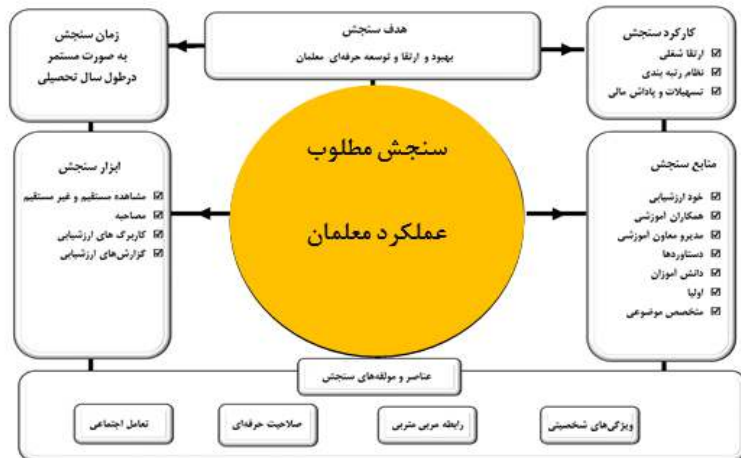 کارکرد سنجش
ارتقا شغلی
نظام رتبه بندی
تسهیلات و پاداش مالی
هدف سنجش
بهبود و ارتقا و توسعه حرفه‌ای معلمان
زمان سنجش
به صورت مستمر
درطول سال تحصیلی
منابع سنجش
خود ارزشیابی
همکاران آموزشی
مدیرو معاون آموزشی
دستاوردها
دانش آموزان
اولیا
متخصص موضوعی
سنجش مطلوب
عملکرد معلمان
ابزار سنجش
مشاهده مستقیم و غیر مستقیم
مصاحبه
کاربرگ های ارزشیابی
گزارش‌های ارزشیابی
عناصر و مولفه‌های سنجش
ویژگی‌های شخصیتی
رابطه مربی متربی
صلاحیت حرفه‌ای
تعامل اجتماعی